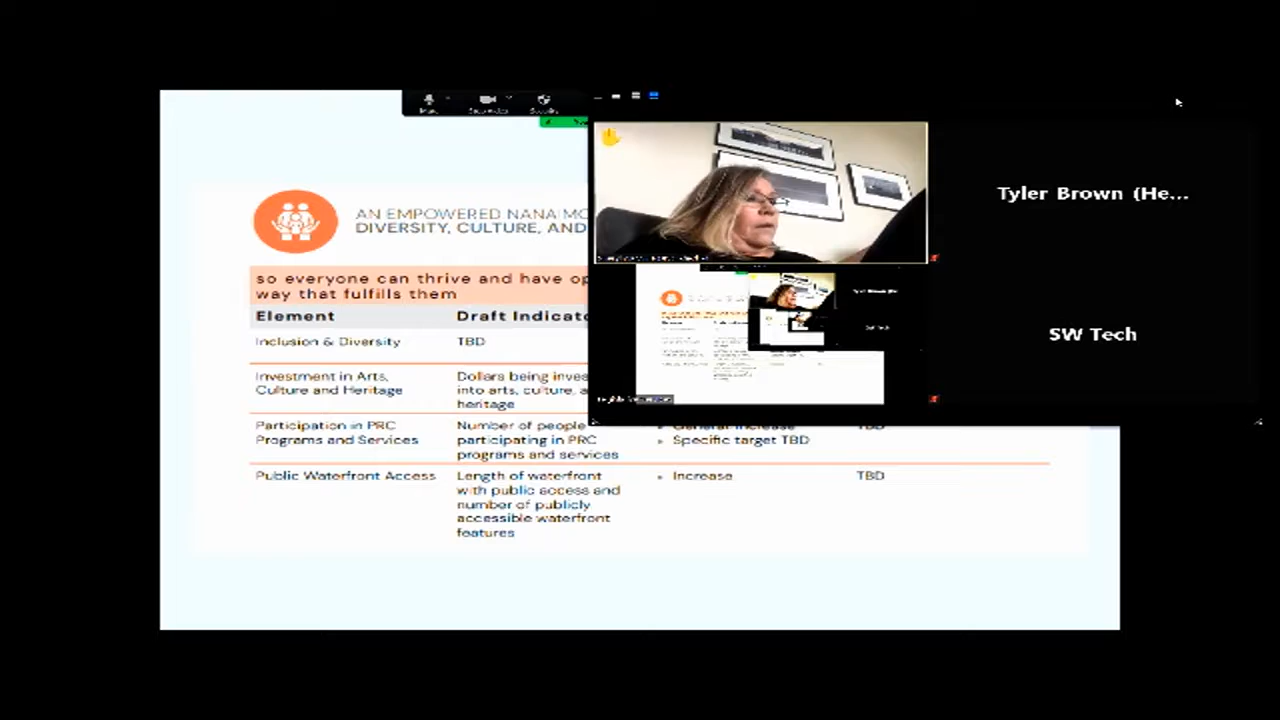 Tyler Brown (He...
SW Tech
AN EMPOWERED NANAIMO
DIVERSITY, CULTURE, AND
so everyone can thrive and have op
way that fulfills them
Element
Draft Indicato
Inclusion & Diversity
TBD
Investment in Arts,
Culture and Heritage
Dollars being inves
into arts, culture, a
heritage
Participation in PRC
Programs and Services
Number of people
participating in PRC
programs and services
• General increase
• Specific target TBD
TBD
Public Waterfront Access
Length of waterfront
with public access and
number of publicly
accessible waterfront
features
• Increase
TBD